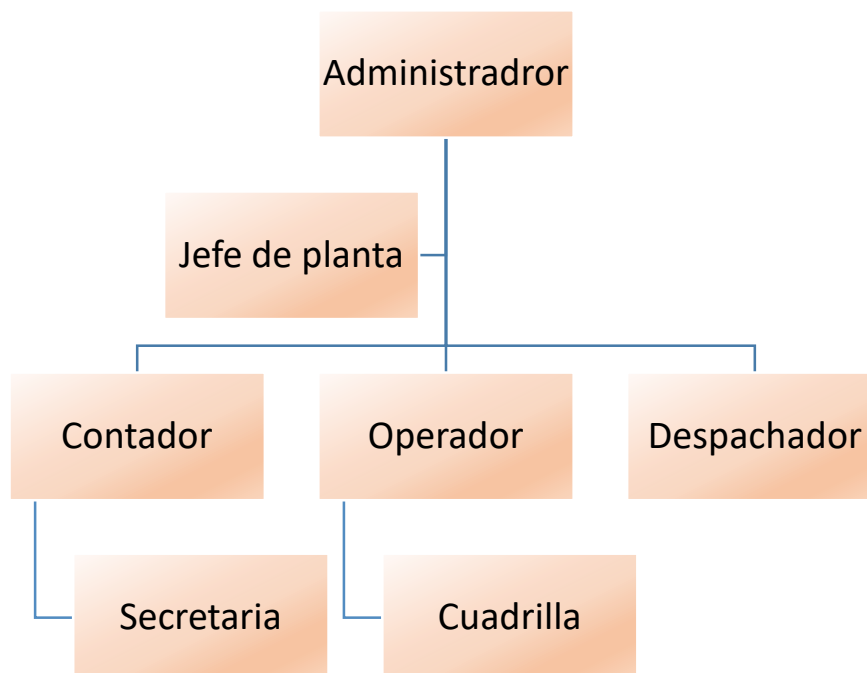 Administradror
Jefe de planta
Contador
Operador
Despachador
Secretaria
Cuadrilla